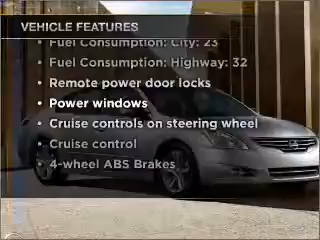 VEHICLE FEATURES
• Fuel Consumption: City: 23
• Fuel Consumption: Highway: 32
• Remote power door locks
• Power windows
• Cruise controls on steering wheel
• Cruise control
• 4-wheel ABS Brakes